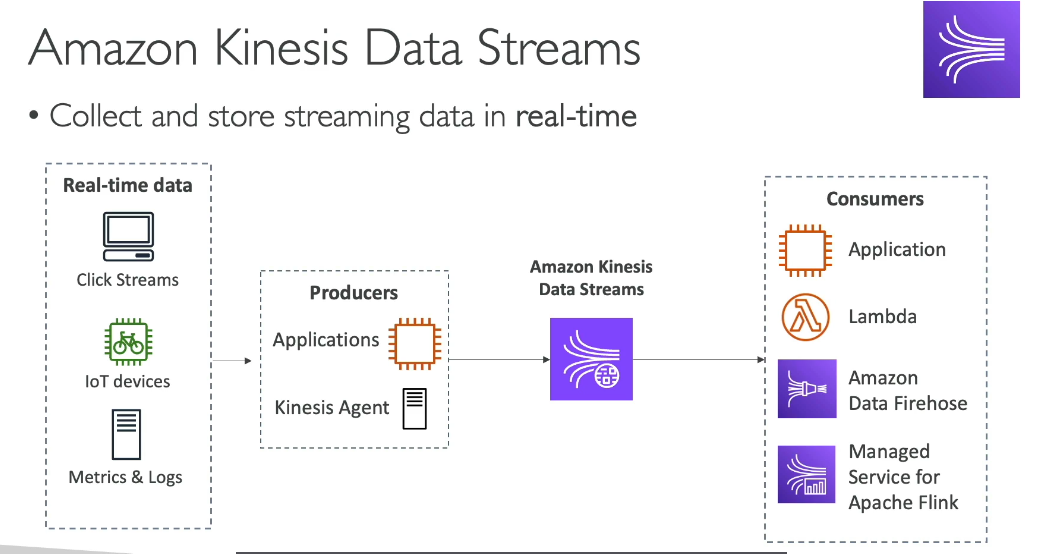 Amazon Kinesis Data Streams
• Collect and store streaming data in real-time
Real-time data
Click Streams
IoT devices
Metrics & Logs
Producers
Applications
Kinesis Agent
Amazon Kinesis
Data Streams
Consumers
Application
Lambda
Amazon
Data Firehose
Managed
Service for
Apache Flink